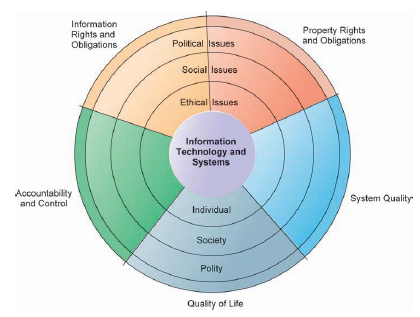 Information
Rights and
Obligations
Property Rights
and Obligations
Political Issues
Social Issues
Ethical Issues
Information
Technology and
Systems
Accountability
and Control
System Quality
Individual
Society
Polity
Quality of Life